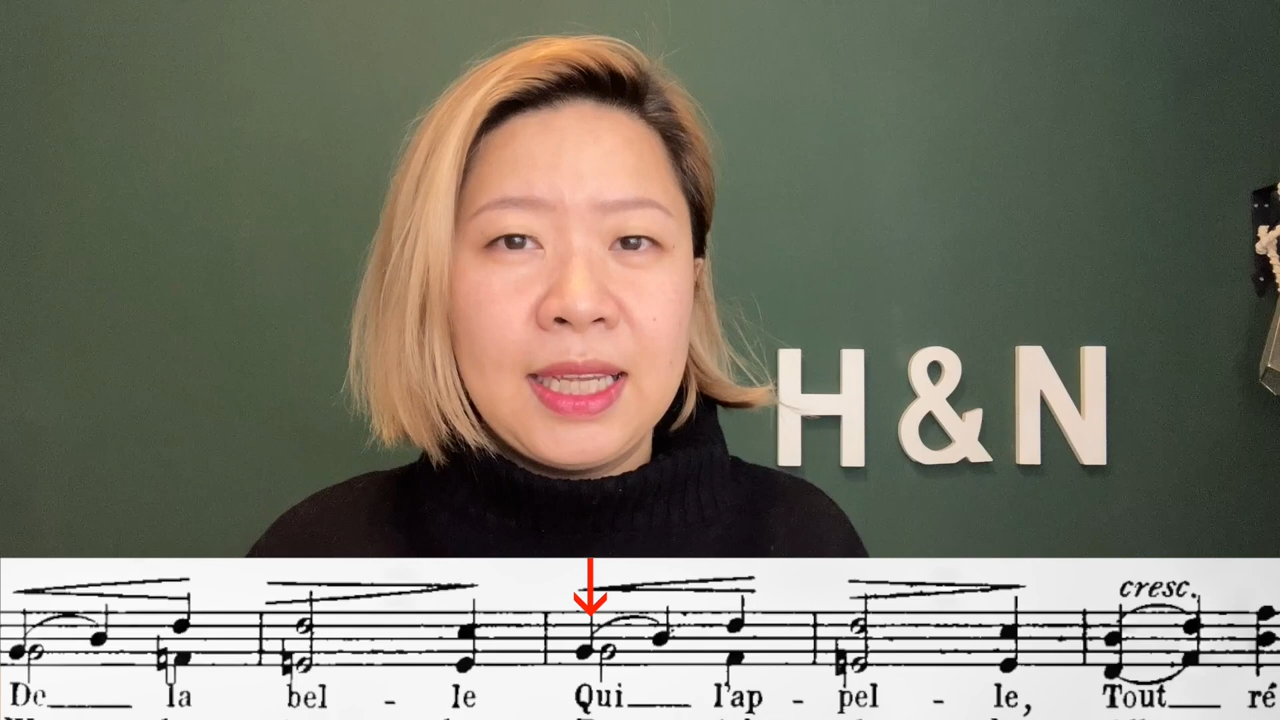 H&N
cresc.
De la bel - le Qui l'ap - pel - le, Tout ré